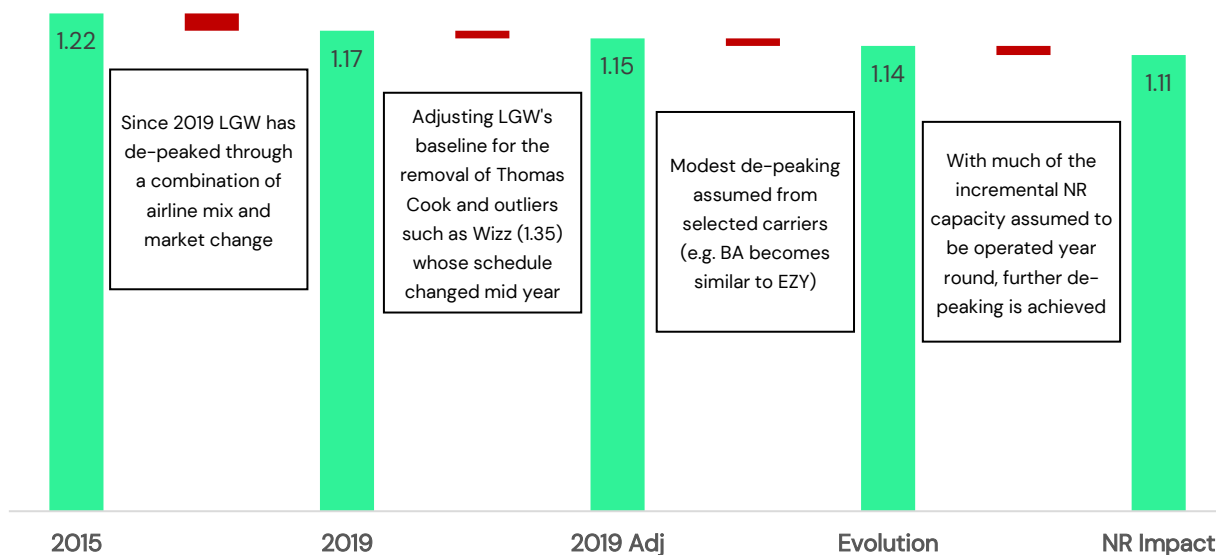 1.22
1.17
1.15
1.14
1.11
Since 2019 LGW has
de-peaked through
a combination of
airline mix and
market change
Adjusting LGW's
baseline for the
removal of Thomas
Cook and outliers
such as Wizz (1.35)
whose schedule
changed mid year
Modest de-peaking
assumed from
selected carriers
(e.g. BA becomes
similar to EZY)
With much of the
incremental NR
capacity assumed to
be operated year
round, further de-
peaking is achieved
2015
2019
2019 Adj
Evolution
NR Impact